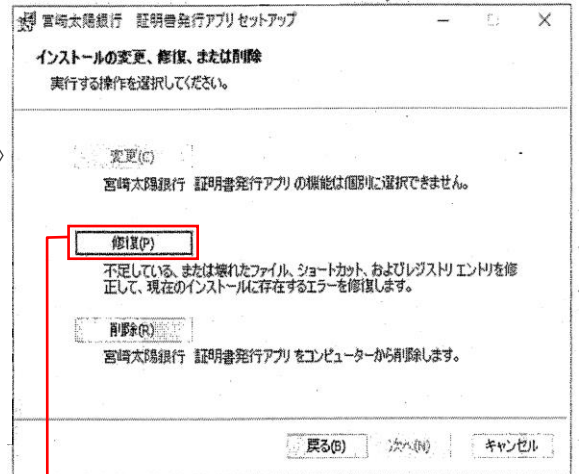 宮崎太陽銀行　証明書発行アプリ セットアップ
インストールの変更、修復、または削除
実行する操作を選択してください。
変更(C)
宮崎太陽銀行　証明書発行アプリ の機能は個別に選択できません。
修復(P)
不足している、または壊れたファイル、ショートカット、およびレジストリ エントリを修
正して、現在のインストールに存在するエラーを修復します。
削除(R)
宮崎太陽銀行　証明書発行アプリ をコンピューターから削除します。
戻る(B)　次へ(N)　キャンセル